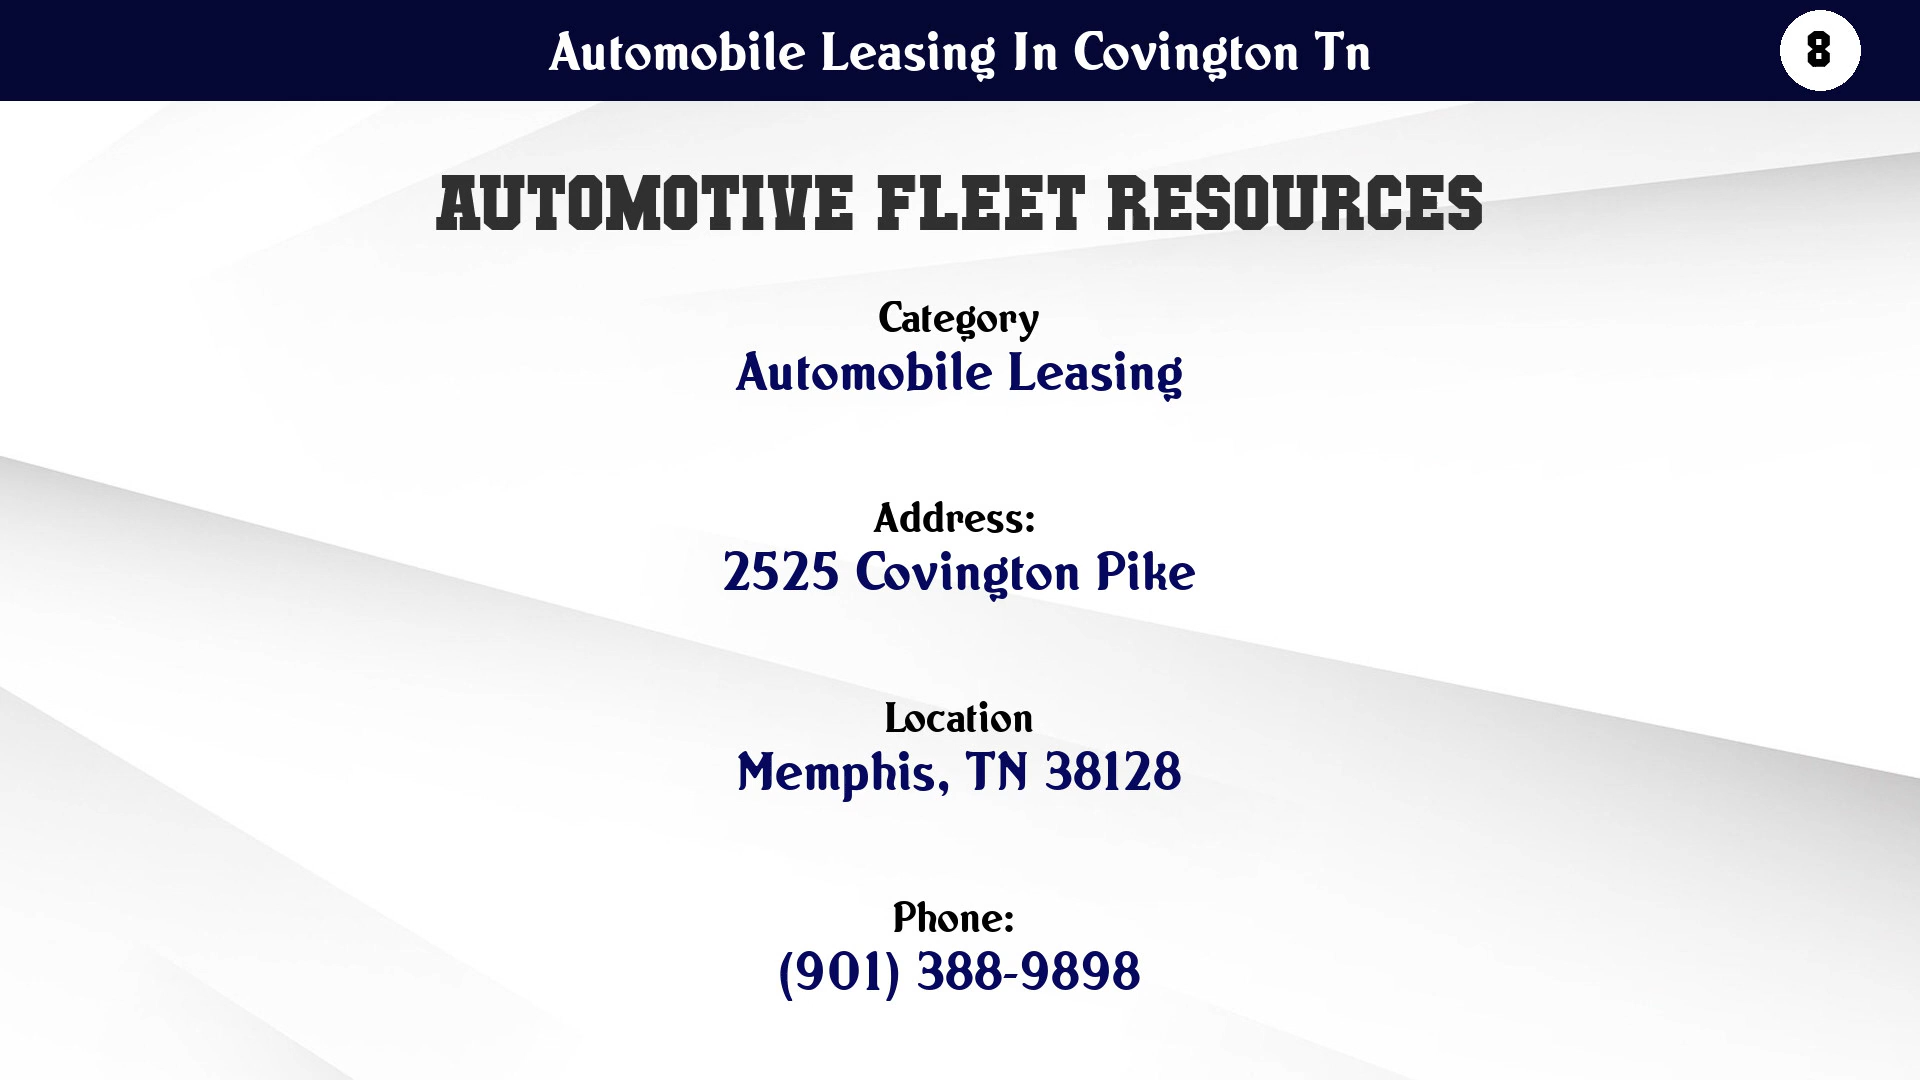 Automobile Leasing In Covington Tn
8
AUTOMOTIVE FLEET RESOURCES
Category
Automobile Leasing
Address:
2525 Covington Pike
Location
Memphis, TN 38128
Phone:
(901) 388-9898